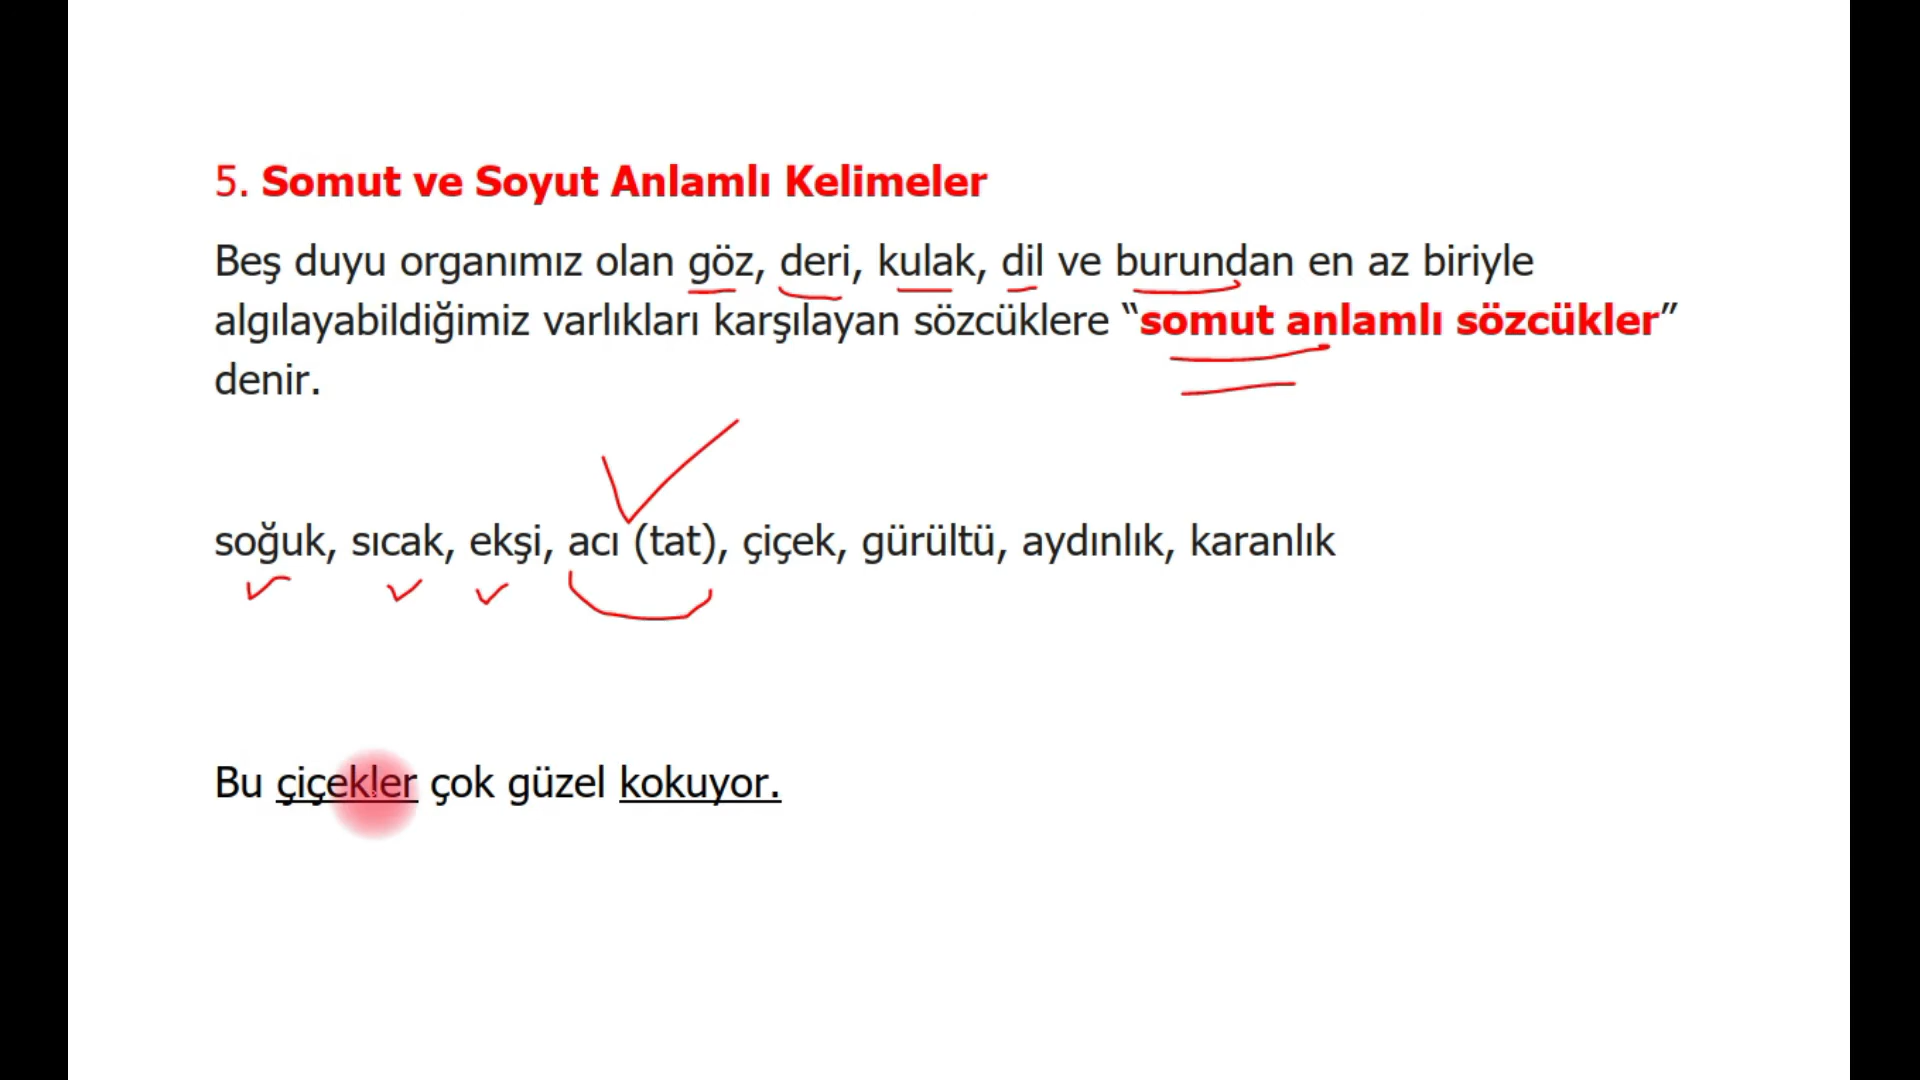 5. Somut ve Soyut Anlamlı Kelimeler
Beş duyu organımız olan göz, deri, kulak, dil ve burundan en az biriyle
algılayabildiğimiz varlıkları karşılayan sözcüklere “somut anlamlı sözcükler”
denir.
soğuk, sıcak, ekşi, acı (tat), çiçek, gürültü, aydınlık, karanlık
Bu çiçekler çok güzel kokuyor.